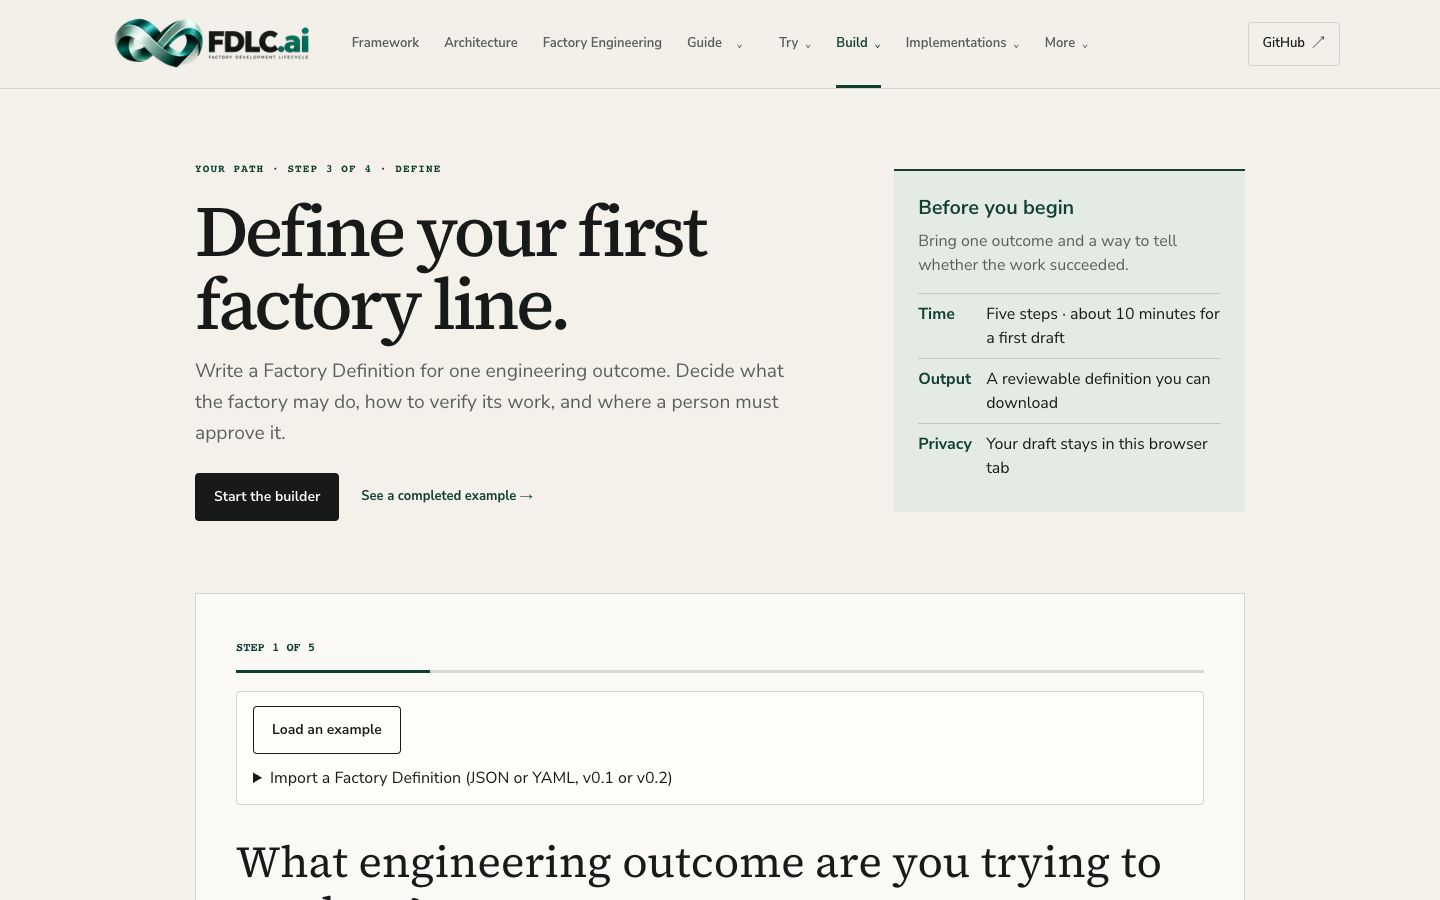 FDLC.ai
FACTORY DEVELOPMENT LIFECYCLE
Framework
Architecture
Factory Engineering
Guide
Try
Build
Implementations
More
GitHub ↗
YOUR PATH · STEP 3 OF 4 · DEFINE
Define your first
factory line.
Write a Factory Definition for one engineering outcome. Decide what
the factory may do, how to verify its work, and where a person must
approve it.
Start the builder
See a completed example →
Before you begin
Bring one outcome and a way to tell
whether the work succeeded.
Time Five steps · about 10 minutes for
a first draft
Output A reviewable definition you can
download
Privacy Your draft stays in this browser
tab
STEP 1 OF 5
Load an example
Import a Factory Definition (JSON or YAML, v0.1 or v0.2)
What engineering outcome are you trying to